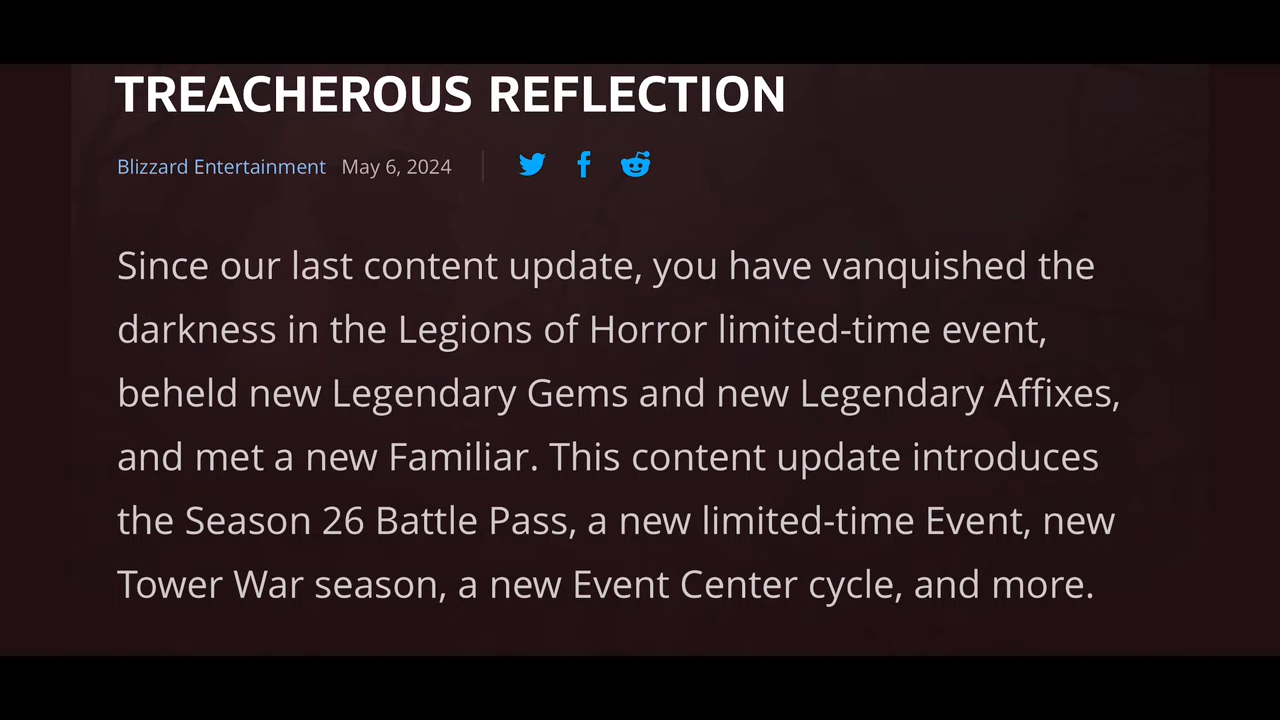 TREACHEROUS REFLECTION
Blizzard Entertainment May 6, 2024
Since our last content update, you have vanquished the
darkness in the Legions of Horror limited-time event,
beheld new Legendary Gems and new Legendary Affixes,
and met a new Familiar. This content update introduces
the Season 26 Battle Pass, a new limited-time Event, new
Tower War season, a new Event Center cycle, and more.